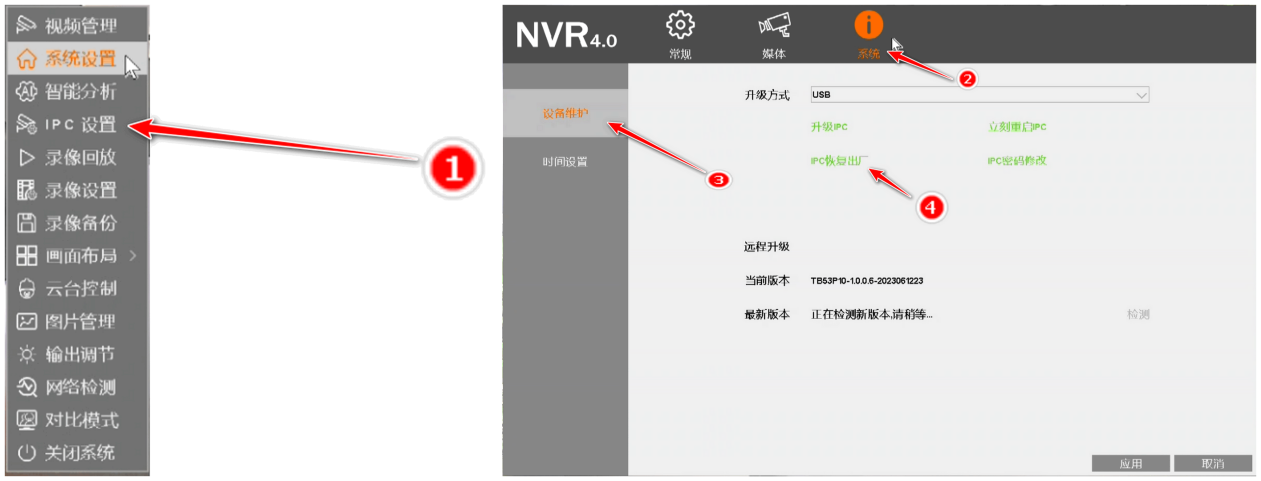 视频管理
系统设置
智能分析
IPC 设置
录像回放
录像设置
录像备份
画面布局 >
云台控制
图片管理
输出调节
网络检测
对比模式
关闭系统
1
NVR4.0
常规
媒体
系统
2
设备维护
时间设置
3
升级方式 USB
升级IPC 立刻重启IPC
IPC恢复出厂 IPC密码修改
4
远程升级
当前版本 TB53P10-1.0.0.6-2023061223
最新版本 正在检测新版本,请稍等... 检测
应用 取消